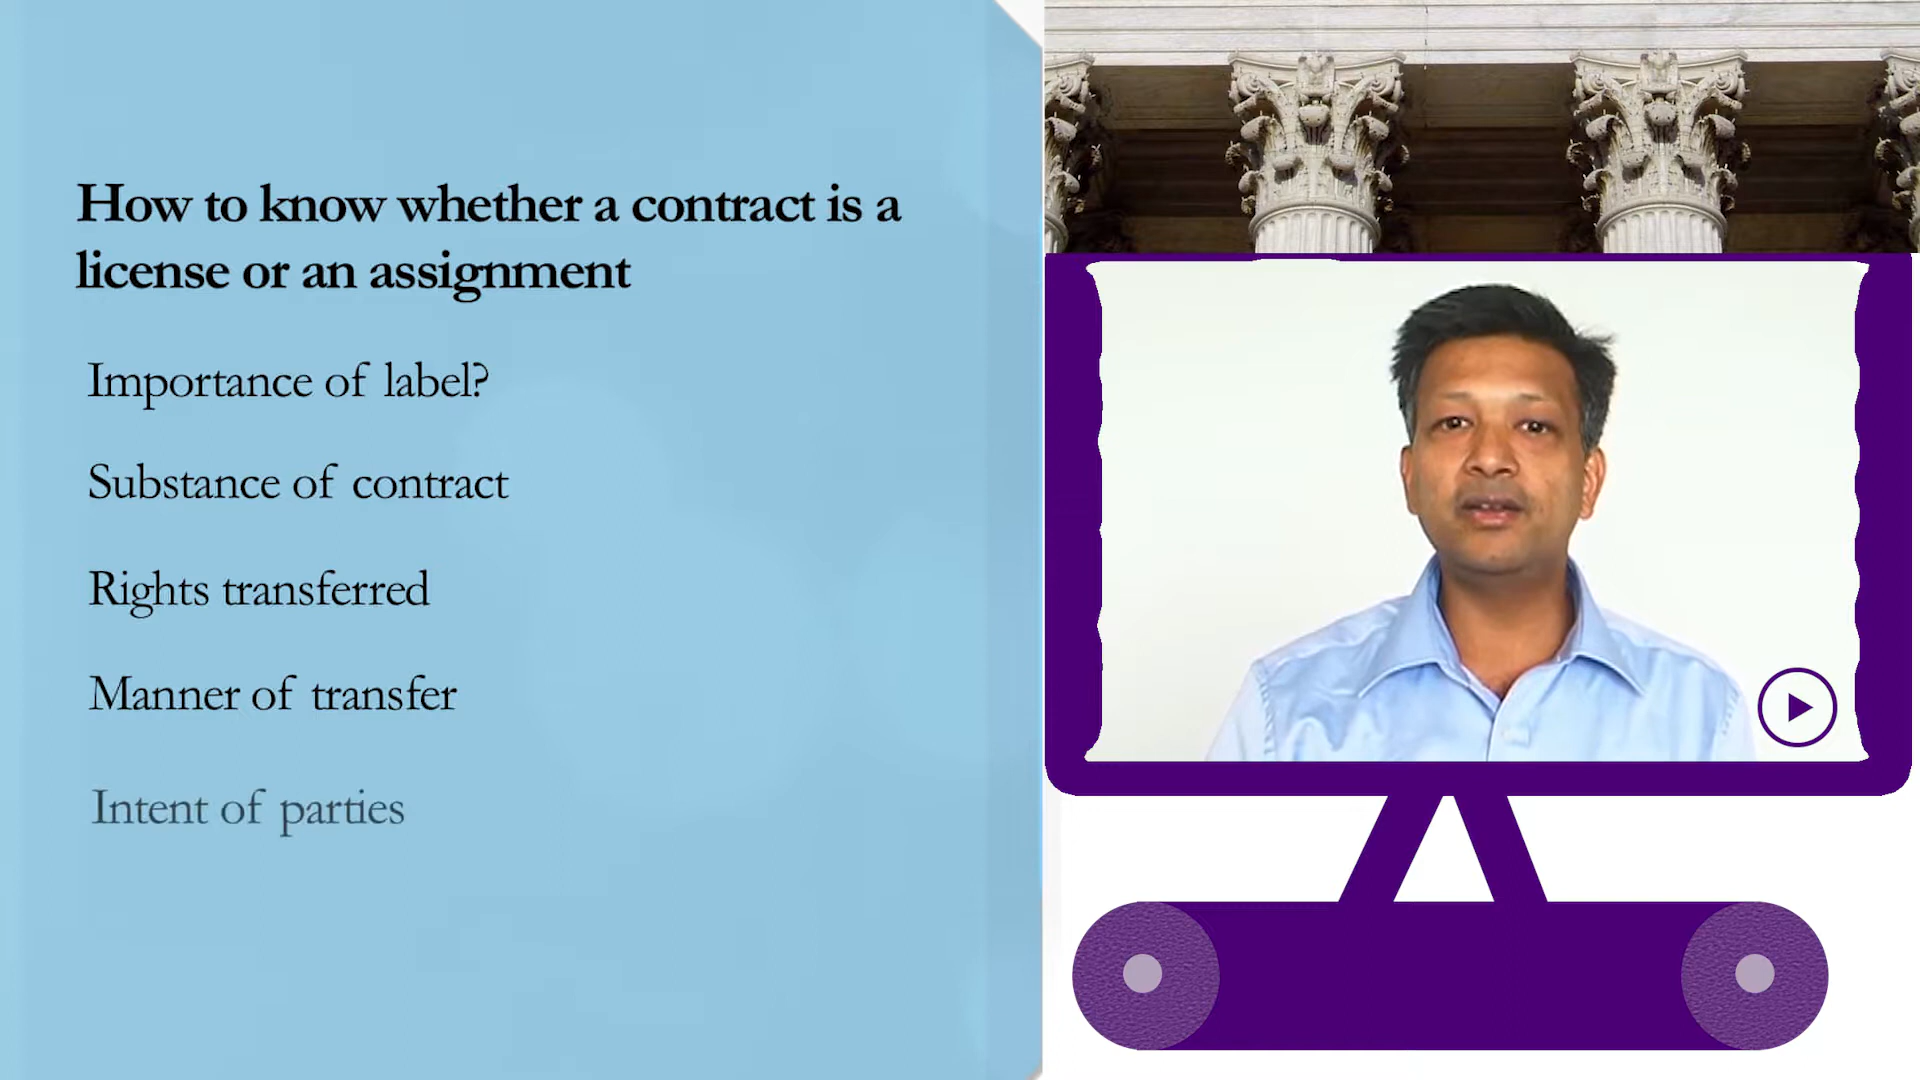 How to know whether a contract is a
license or an assignment
Importance of label?
Substance of contract
Rights transferred
Manner of transfer
Intent of parties